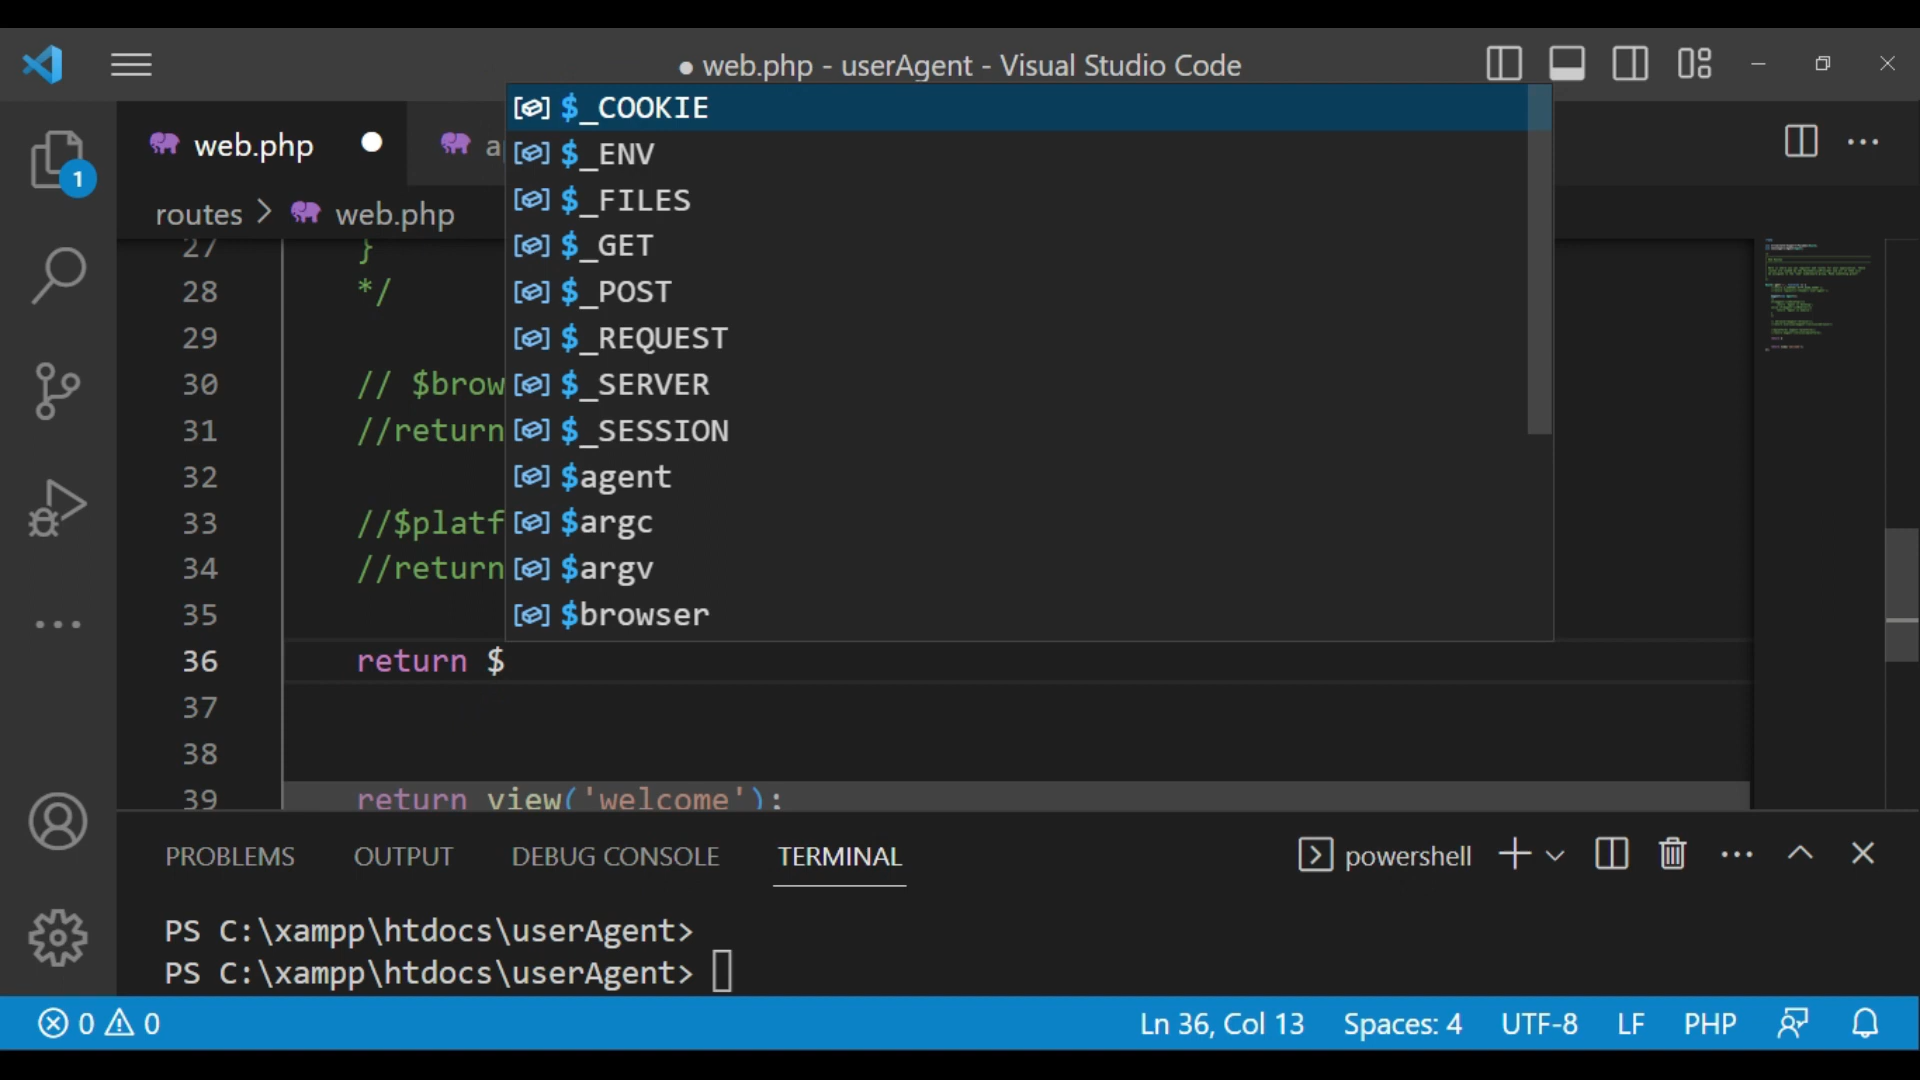 web.php - userAgent - Visual Studio Code
web.php
a
1
routes > web.php
$_COOKIE
$_ENV
$_FILES
$_GET
$_POST
$_REQUEST
$_SERVER
$_SESSION
$agent
$argc
$argv
$browser
27 }
28 */
29
30 // $brow
31 //return
32
33 //$platf
34 //return
35
36 return $
37
38
39 return view('welcome');
PROBLEMS OUTPUT DEBUG CONSOLE TERMINAL powershell
PS C:\xampp\htdocs\userAgent>
PS C:\xampp\htdocs\userAgent>
0 0 Ln 36, Col 13 Spaces: 4 UTF-8 LF PHP